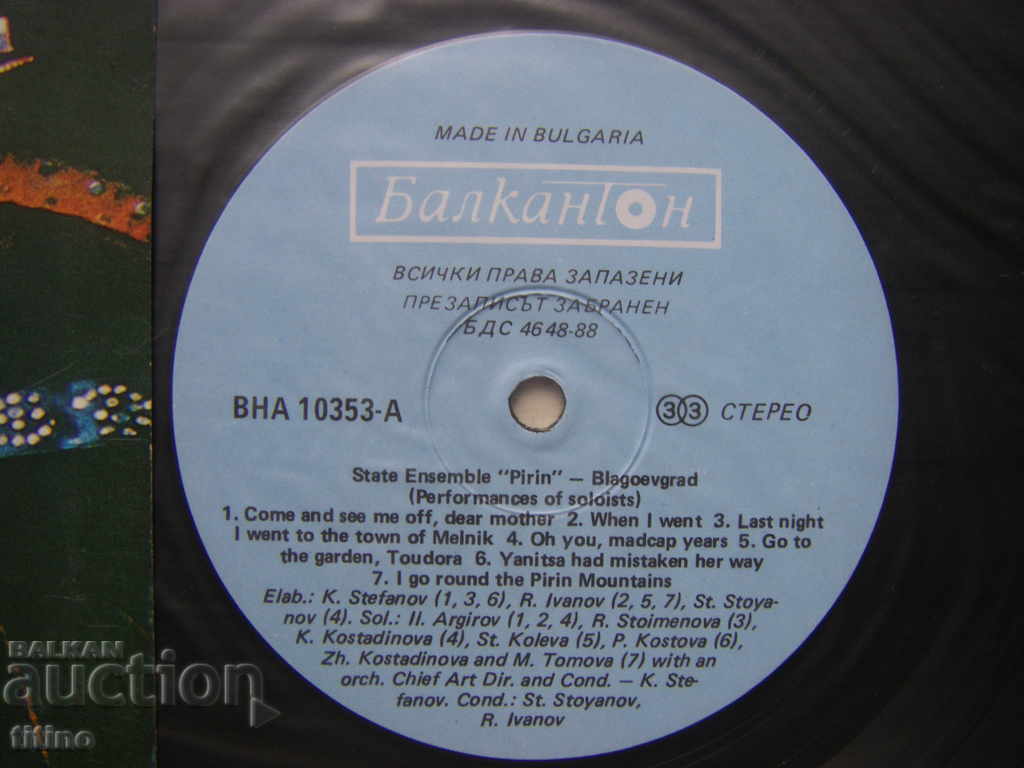 MADE IN BULGARIA
Балкантон
ВСИЧКИ ПРАВА ЗАПАЗЕНИ
ПРЕЗАПИСЪТ ЗАБРАНЕН
БДС 4648-88
ВНА 10353-А
33 СТЕРЕО
State Ensemble "Pirin" — Blagoevgrad
(Performances of soloists)
1. Come and see me off, dear mother 2. When I went 3. Last night
I went to the town of Melnik 4. Oh you, madcap years 5. Go to
the garden, Toudora 6. Yanitsa had mistaken her way
7. I go round the Pirin Mountains
Elab.: K. Stefanov (1, 3, 6), R. Ivanov (2, 5, 7), St. Stoya-
nov (4). Sol.: Il. Argirov (1, 2, 4), R. Stoimenova (3),
K. Kostadinova (4), St. Koleva (5), P. Kostova (6),
Zh. Kostadinova and M. Tomova (7) with an
orch. Chief Art Dir. and Cond. — K. Ste-
fanov. Cond.: St. Stoyanov,
R. Ivanov
BALKAN
auction
titino